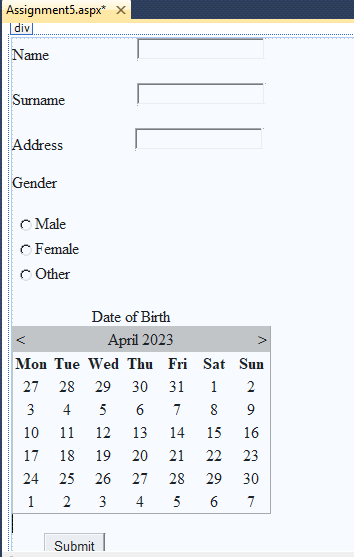 Assignment5.aspx* ×
div
Name
Surname
Address
Gender
Male
Female
Other
Date of Birth
< April 2023 >
Mon Tue Wed Thu Fri Sat Sun
27 28 29 30 31 1 2
3 4 5 6 7 8 9
10 11 12 13 14 15 16
17 18 19 20 21 22 23
24 25 26 27 28 29 30
1 2 3 4 5 6 7
Submit